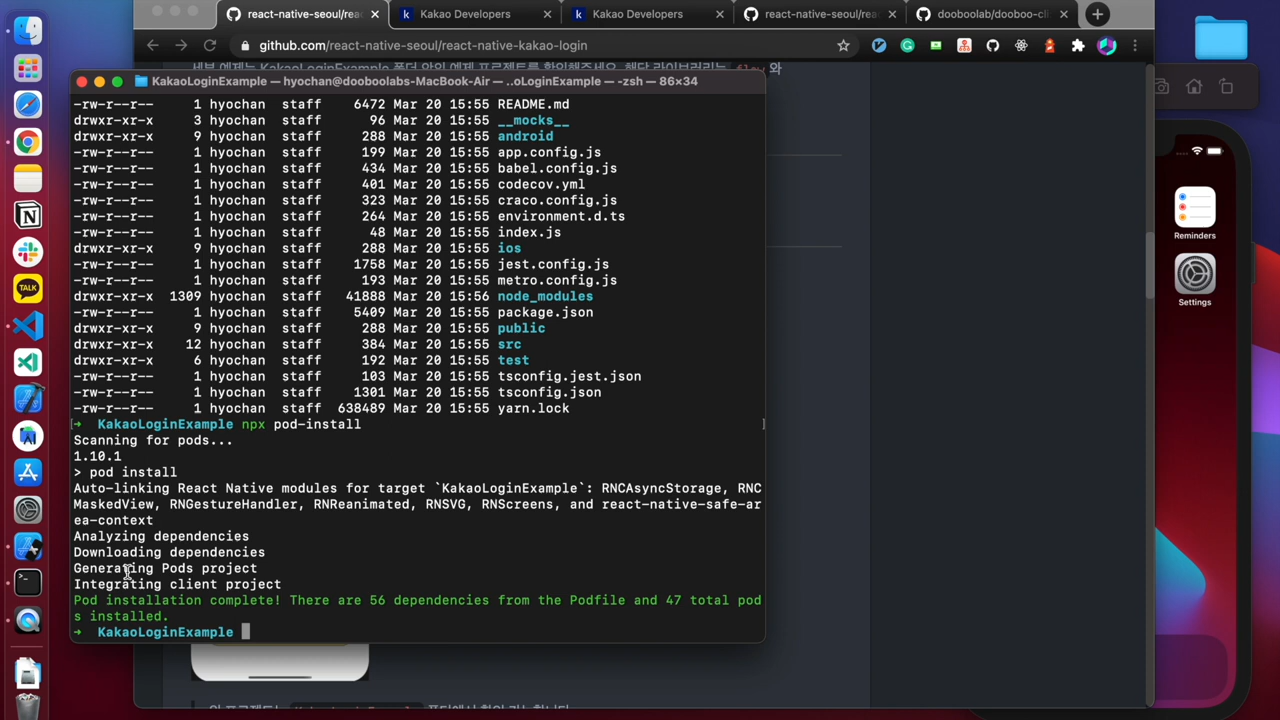 react-native-seoul/rea
Kakao Developers
Kakao Developers
react-native-seoul/react-na
dooboolab/dooboo-cli
github.com/react-native-seoul/react-native-kakao-login
KakaoLoginExample — hyochan@dooboolabs-MacBook-Air — ..oLoginExample — -zsh — 86×34
-rw-r--r-- 1 hyochan staff 6472 Mar 20 15:55 README.md
drwxr-xr-x 3 hyochan staff 96 Mar 20 15:55 __mocks__
drwxr-xr-x 9 hyochan staff 288 Mar 20 15:55 android
-rw-r--r-- 1 hyochan staff 199 Mar 20 15:55 app.config.js
-rw-r--r-- 1 hyochan staff 434 Mar 20 15:55 babel.config.js
-rw-r--r-- 1 hyochan staff 401 Mar 20 15:55 codecov.yml
-rw-r--r-- 1 hyochan staff 323 Mar 20 15:56 craco.config.js
-rw-r--r-- 1 hyochan staff 264 Mar 20 15:55 environment.d.ts
-rw-r--r-- 1 hyochan staff 48 Mar 20 15:55 index.js
drwxr-xr-x 9 hyochan staff 288 Mar 20 15:55 ios
-rw-r--r-- 1 hyochan staff 1758 Mar 20 15:55 jest.config.js
-rw-r--r-- 1 hyochan staff 193 Mar 20 15:55 metro.config.js
drwxr-xr-x 1309 hyochan staff 41888 Mar 20 15:56 node_modules
-rw-r--r-- 1 hyochan staff 5409 Mar 20 15:55 package.json
drwxr-xr-x 9 hyochan staff 288 Mar 20 15:55 public
drwxr-xr-x 12 hyochan staff 384 Mar 20 15:55 src
drwxr-xr-x 6 hyochan staff 192 Mar 20 15:55 test
-rw-r--r-- 1 hyochan staff 103 Mar 20 15:55 tsconfig.jest.json
-rw-r--r-- 1 hyochan staff 1301 Mar 20 15:55 tsconfig.json
-rw-r--r-- 1 hyochan staff 638489 Mar 20 15:55 yarn.lock
[➜ KakaoLoginExample npx pod-install ]
Scanning for pods...
1.10.1
> pod install
Auto-linking React Native modules for target `KakaoLoginExample`: RNCAsyncStorage, RNC
MaskedView, RNGestureHandler, RNReanimated, RNSVG, RNScreens, and react-native-safe-ar
ea-context
Analyzing dependencies
Downloading dependencies
Generating Pods project
Integrating client project
Pod installation complete! There are 56 dependencies from the Podfile and 47 total pod
s installed.
➜ KakaoLoginExample
Reminders
Settings
TALK